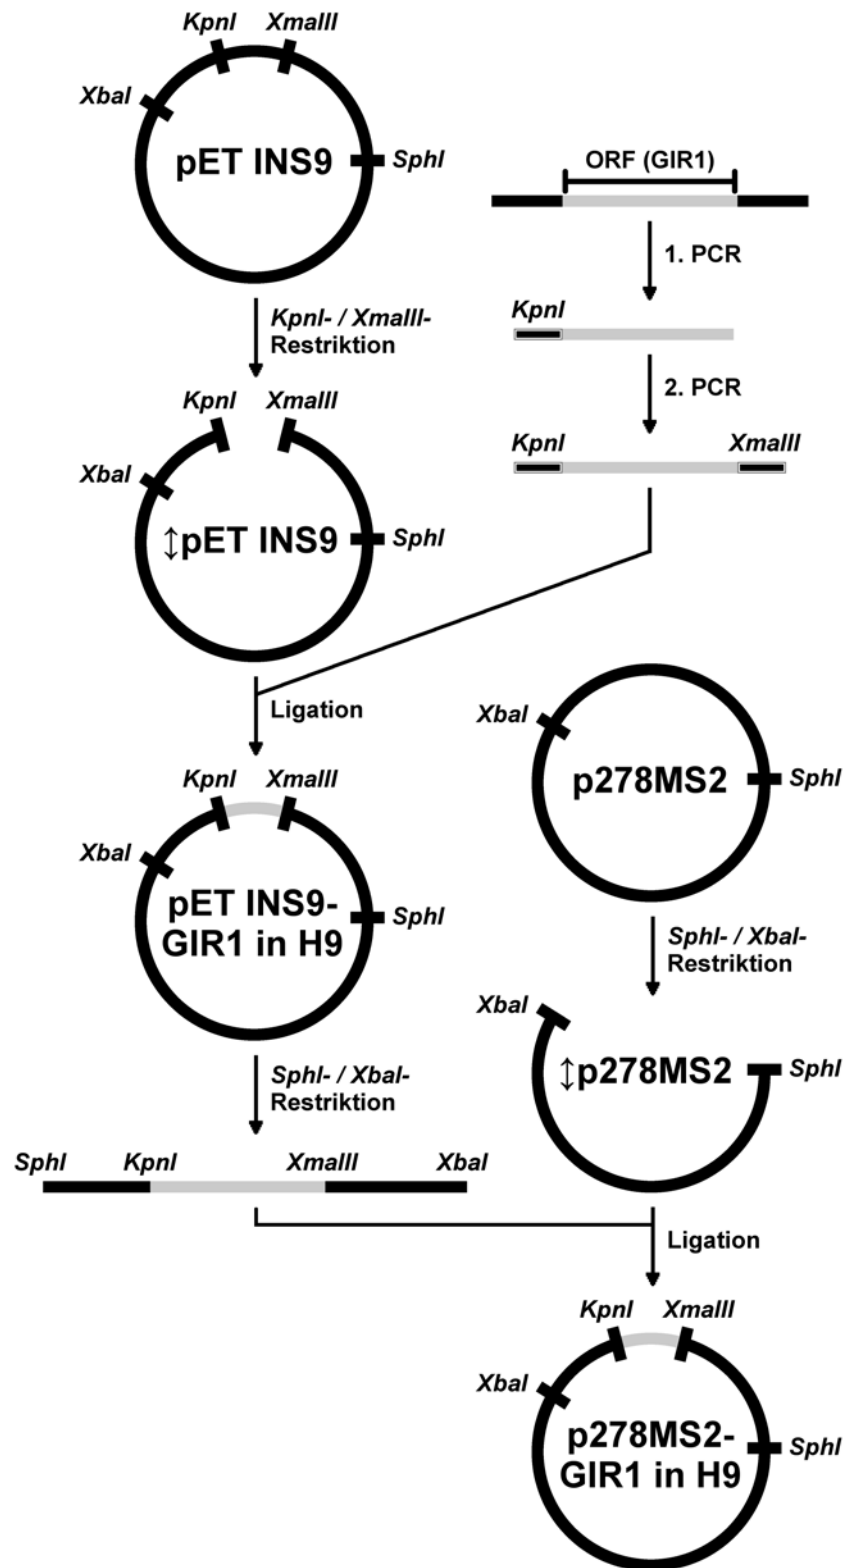 KpnI XmaIII
XbaI
pET INS9
SphI
ORF (GIR1)
1. PCR
KpnI- / XmaIII-
Restriktion
KpnI
2. PCR
KpnI XmaIII
KpnI XmaIII
XbaI
↕pET INS9
SphI
Ligation
XbaI
p278MS2
SphI
KpnI XmaIII
XbaI
pET INS9-
GIR1 in H9
SphI
SphI- / XbaI-
Restriktion
XbaI
↕p278MS2
SphI
SphI- / XbaI-
Restriktion
SphI KpnI XmaIII XbaI
Ligation
KpnI XmaIII
XbaI
p278MS2-
GIR1 in H9
SphI